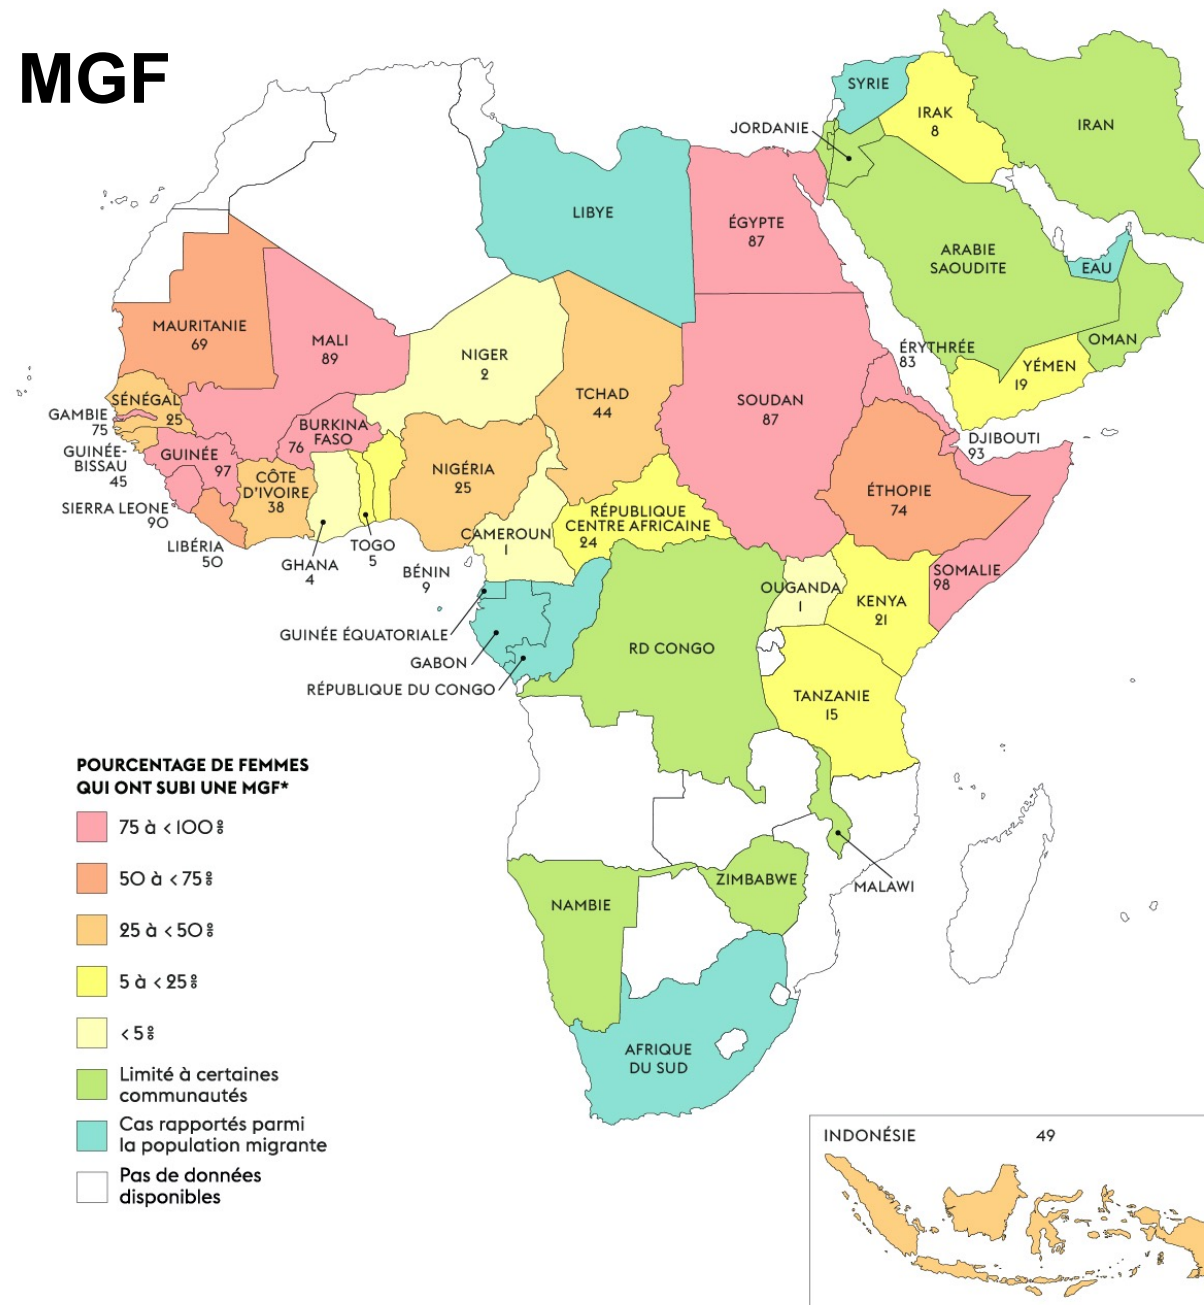 MGF
SYRIE
IRAK
8
IRAN
JORDANIE
LIBYE
ÉGYPTE
87
ARABIE
SAOUDITE
EAU
OMAN
MAURITANIE
69
MALI
89
NIGER
2
TCHAD
44
SOUDAN
87
ÉRYTHRÉE
83
YÉMEN
19
SÉNÉGAL
25
GAMBIE
75
GUINÉE-
BISSAU
45
GUINÉE
97
BURKINA
FASO
76
CÔTE
D'IVOIRE
38
NIGÉRIA
25
DJIBOUTI
93
ÉTHOPIE
74
SIERRA LEONE
90
LIBÉRIA
50
GHANA
4
TOGO
5
BÉNIN
9
CAMEROUN
1
RÉPUBLIQUE
CENTRE AFRICAINE
24
SOMALIE
98
OUGANDA
1
KENYA
21
GUINÉE ÉQUATORIALE
GABON
RÉPUBLIQUE DU CONGO
RD CONGO
TANZANIE
15
ZIMBABWE
MALAWI
NAMBIE
AFRIQUE
DU SUD
POURCENTAGE DE FEMMES
QUI ONT SUBI UNE MGF*
75 à <100%
50 à <75%
25 à <50%
5 à <25%
<5%
Limité à certaines
communautés
Cas rapportés parmi
la population migrante
Pas de données
disponibles
INDONÉSIE 49